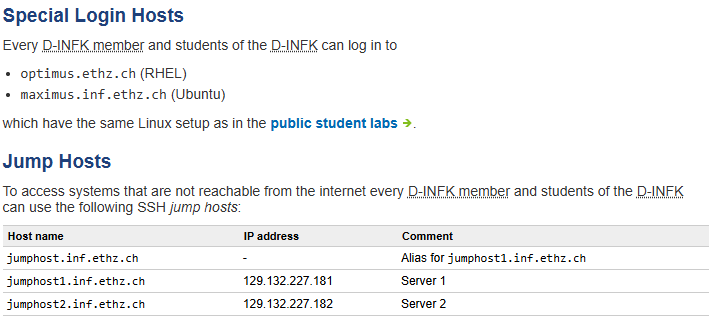 Special Login Hosts
Every D-INFK member and students of the D-INFK can log in to
• optimus.ethz.ch (RHEL)
• maximus.inf.ethz.ch (Ubuntu)
which have the same Linux setup as in the public student labs ➔.
Jump Hosts
To access systems that are not reachable from the internet every D-INFK member and students of the D-INFK
can use the following SSH jump hosts:
Host name IP address Comment
jumphost.inf.ethz.ch - Alias for jumphost1.inf.ethz.ch
jumphost1.inf.ethz.ch 129.132.227.181 Server 1
jumphost2.inf.ethz.ch 129.132.227.182 Server 2